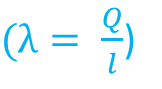 (λ = Q/l)